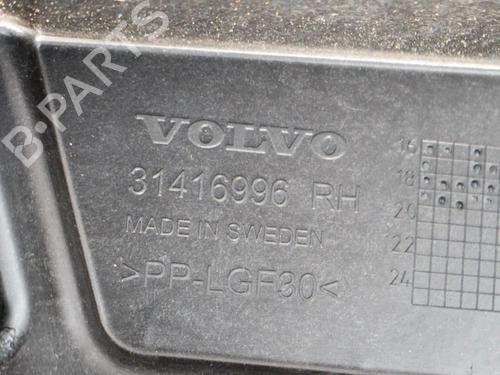 B-PARTS
VOLVO
31416996 RH
MADE IN SWEDEN
>PP-LGF30<
16
18
20
22
24